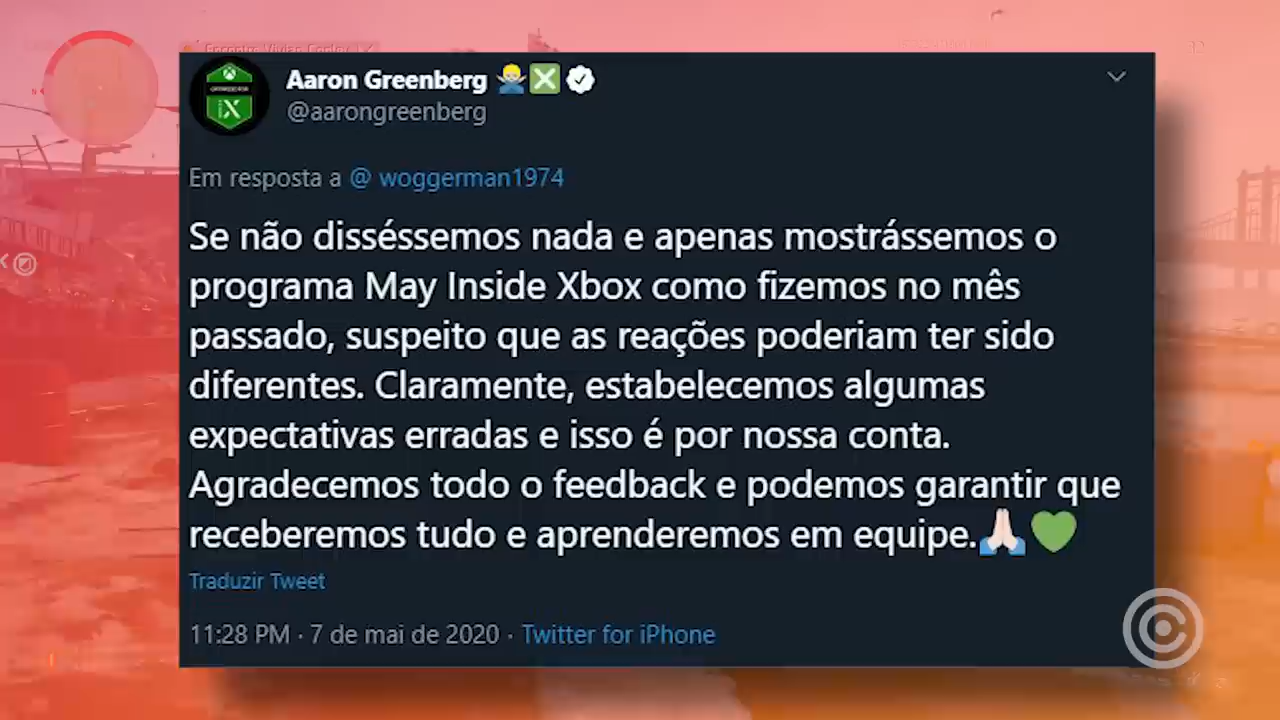 Aaron Greenberg
@aarongreenberg
Em resposta a @ woggerman1974
Se não disséssemos nada e apenas mostrássemos o
programa May Inside Xbox como fizemos no mês
passado, suspeito que as reações poderiam ter sido
diferentes. Claramente, estabelecemos algumas
expectativas erradas e isso é por nossa conta.
Agradecemos todo o feedback e podemos garantir que
receberemos tudo e aprenderemos em equipe.🙏🏻💚
Traduzir Tweet
11:28 PM · 7 de mai de 2020 · Twitter for iPhone